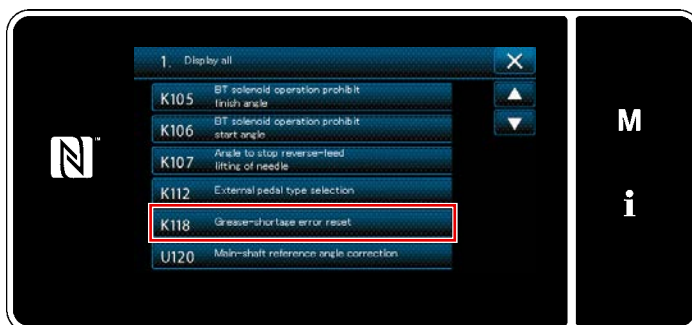 1. Display all
X
K105 BT solenoid operation prohibit
finish angle
K106 BT solenoid operation prohibit
start angle
K107 Angle to stop reverse-feed
lifting of needle
K112 External pedal type selection
K118 Grease-shortage error reset
U120 Main-shaft reference angle correction
N
M
i